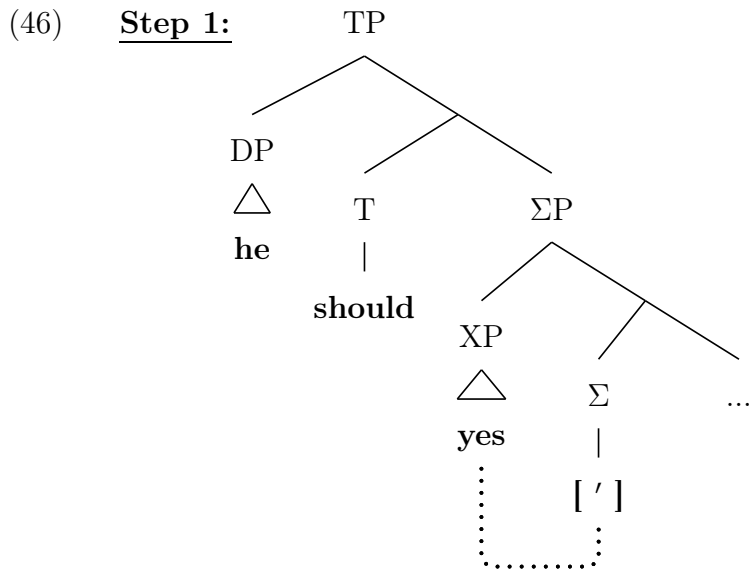 (46) Step 1: TP
DP
T ΣP
he
should
XP
Σ ...
yes
[ ′ ]